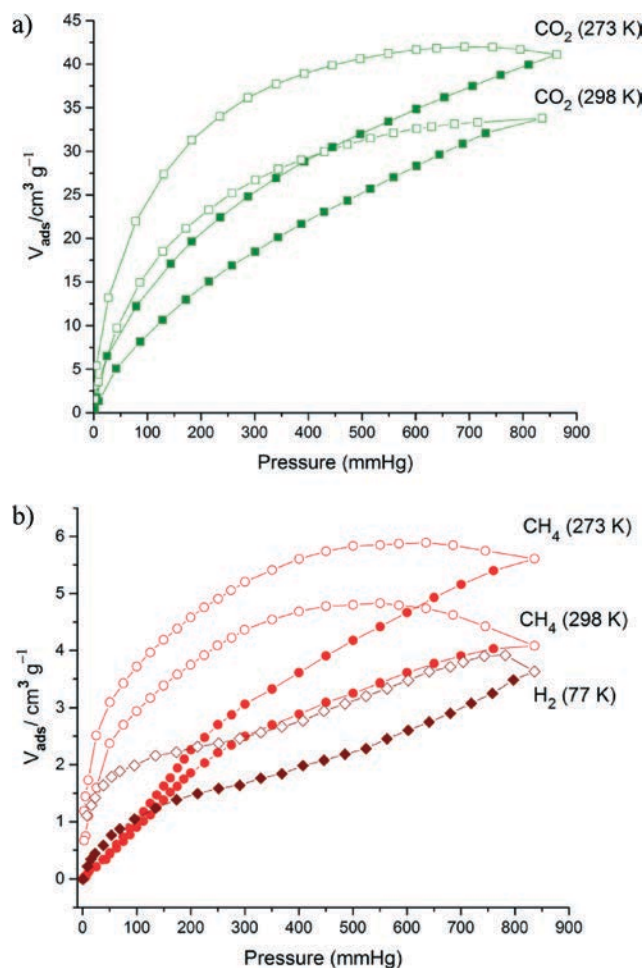 a)
CO₂ (273 K)
CO₂ (298 K)
V_ads/cm³ g⁻¹
45
40
35
30
25
20
15
10
5
0
0 100 200 300 400 500 600 700 800 900
Pressure (mmHg)
b)
CH₄ (273 K)
CH₄ (298 K)
H₂ (77 K)
V_ads/ cm³ g⁻¹
6
5
4
3
2
1
0
0 100 200 300 400 500 600 700 800 900
Pressure (mmHg)